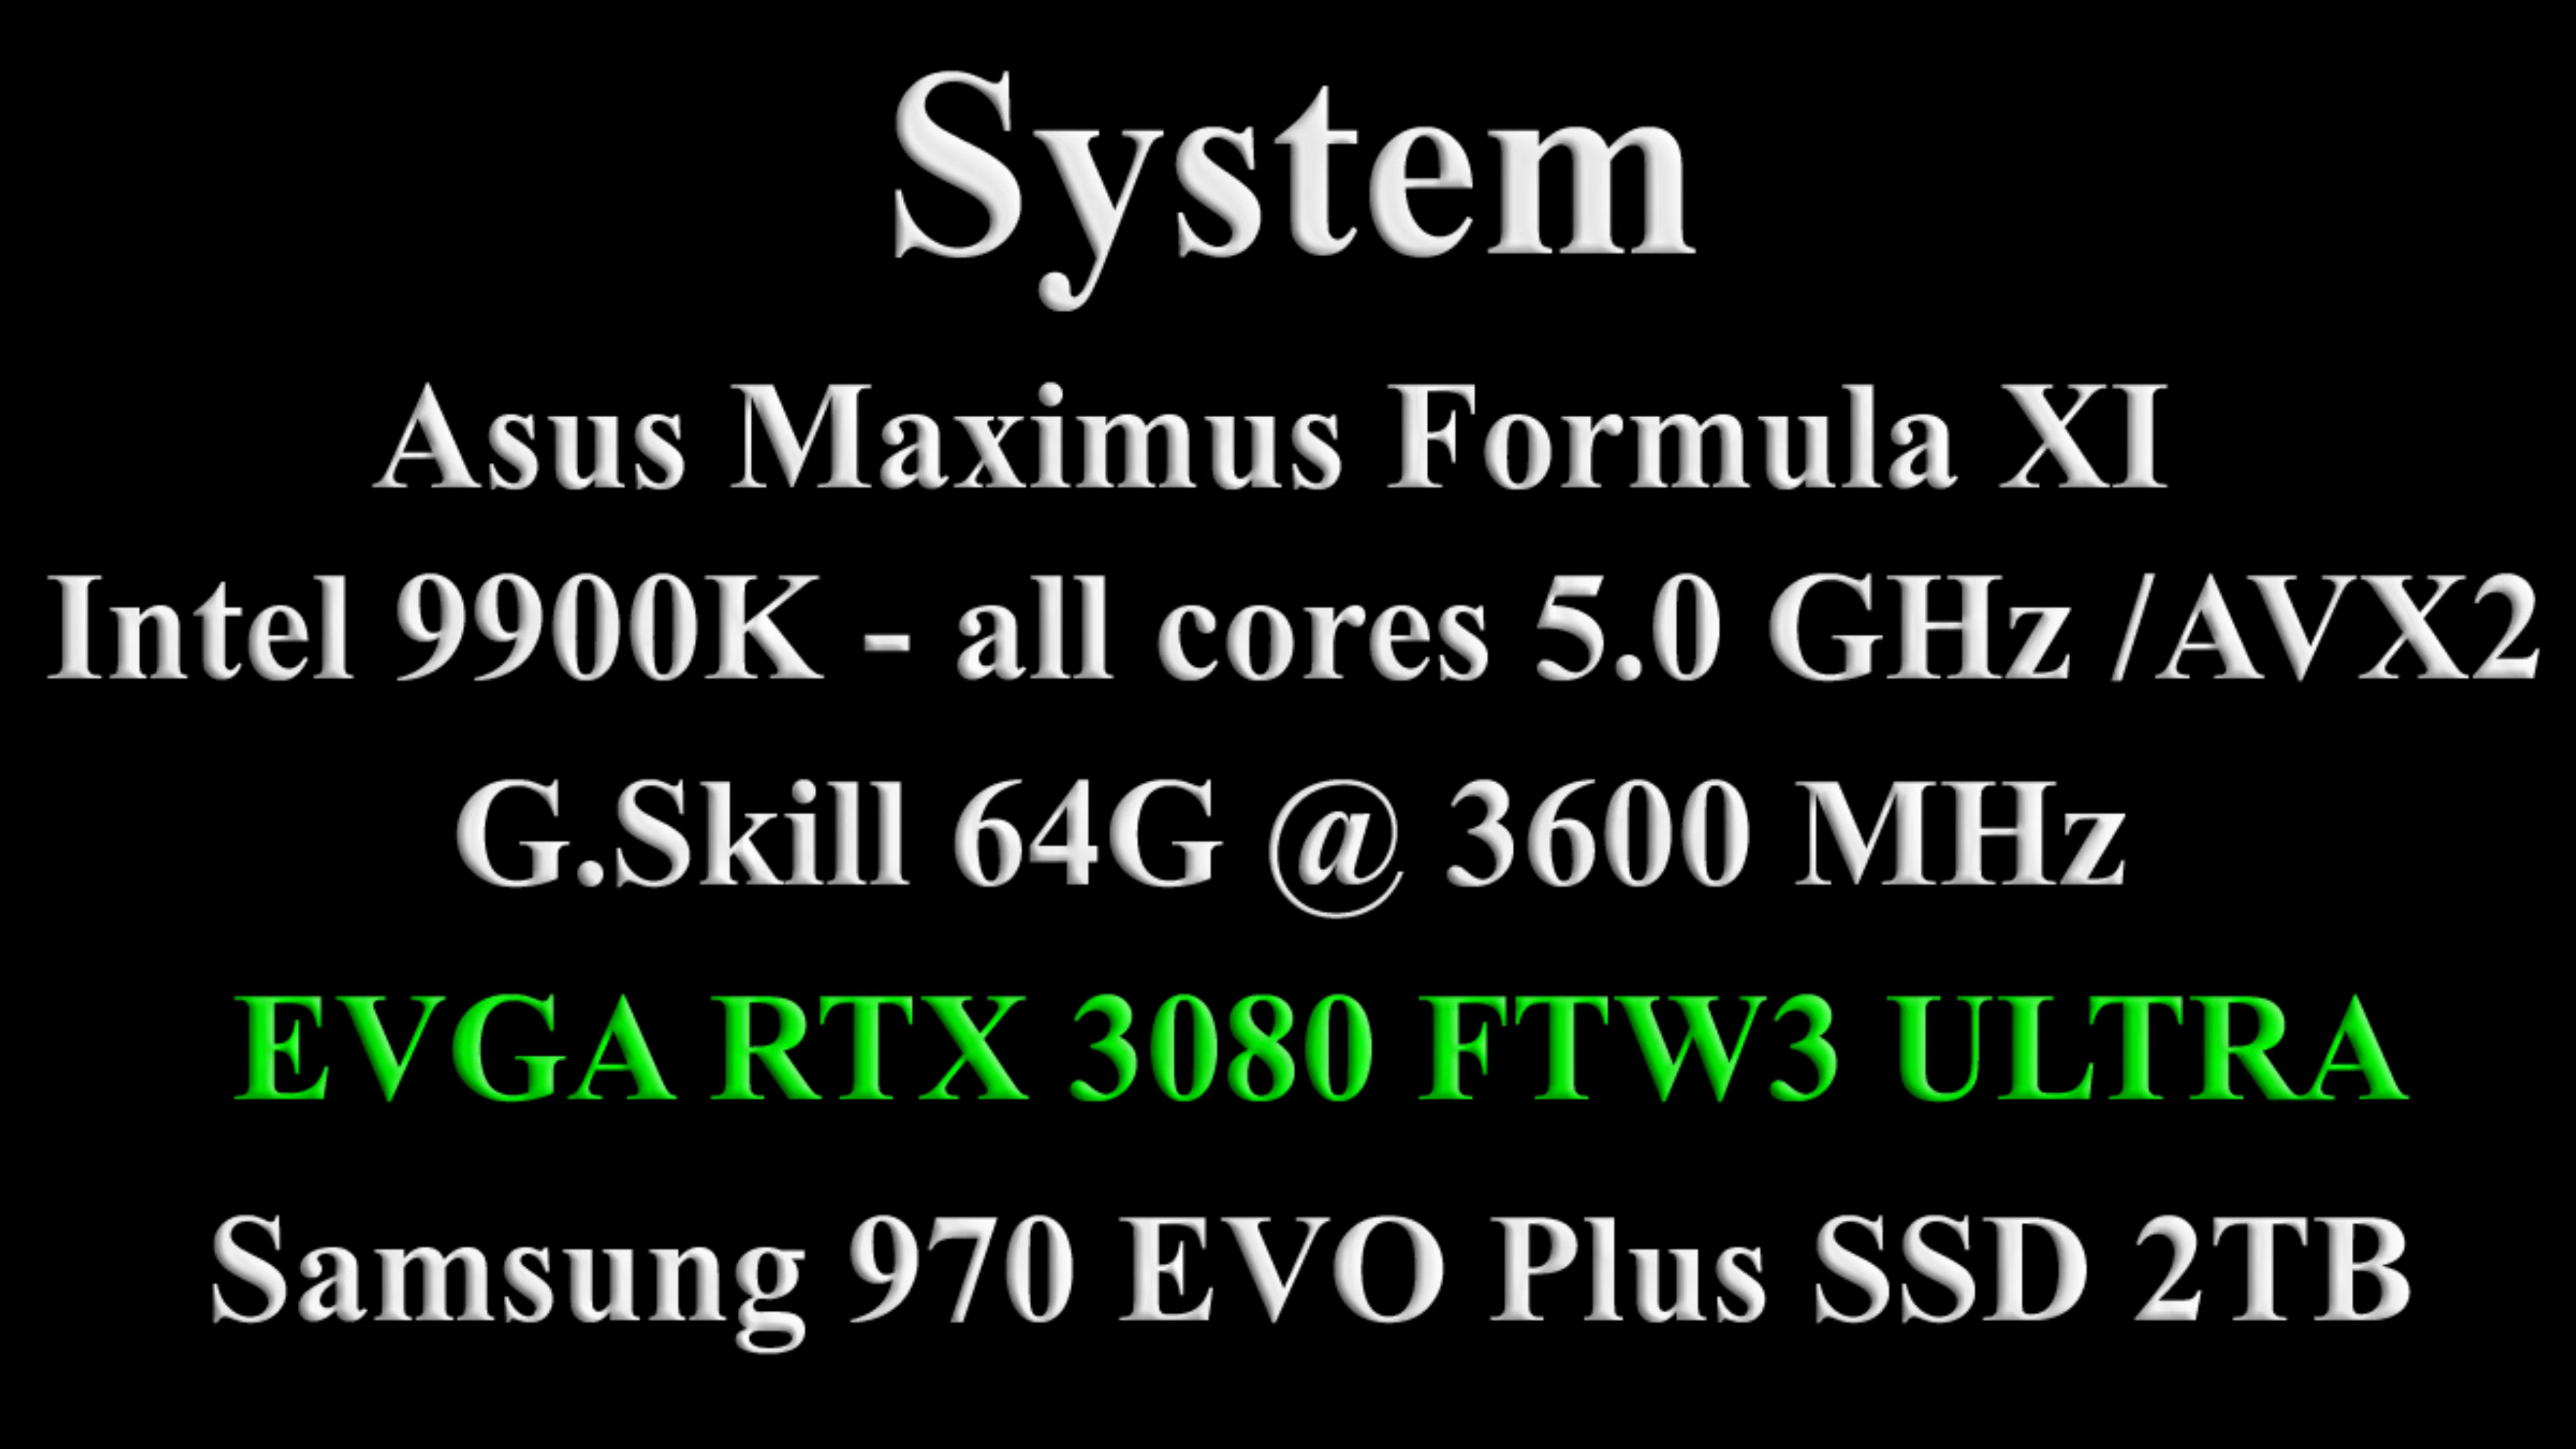 System
Asus Maximus Formula XI
Intel 9900K - all cores 5.0 GHz /AVX2
G.Skill 64G @ 3600 MHz
EVGA RTX 3080 FTW3 ULTRA
Samsung 970 EVO Plus SSD 2TB